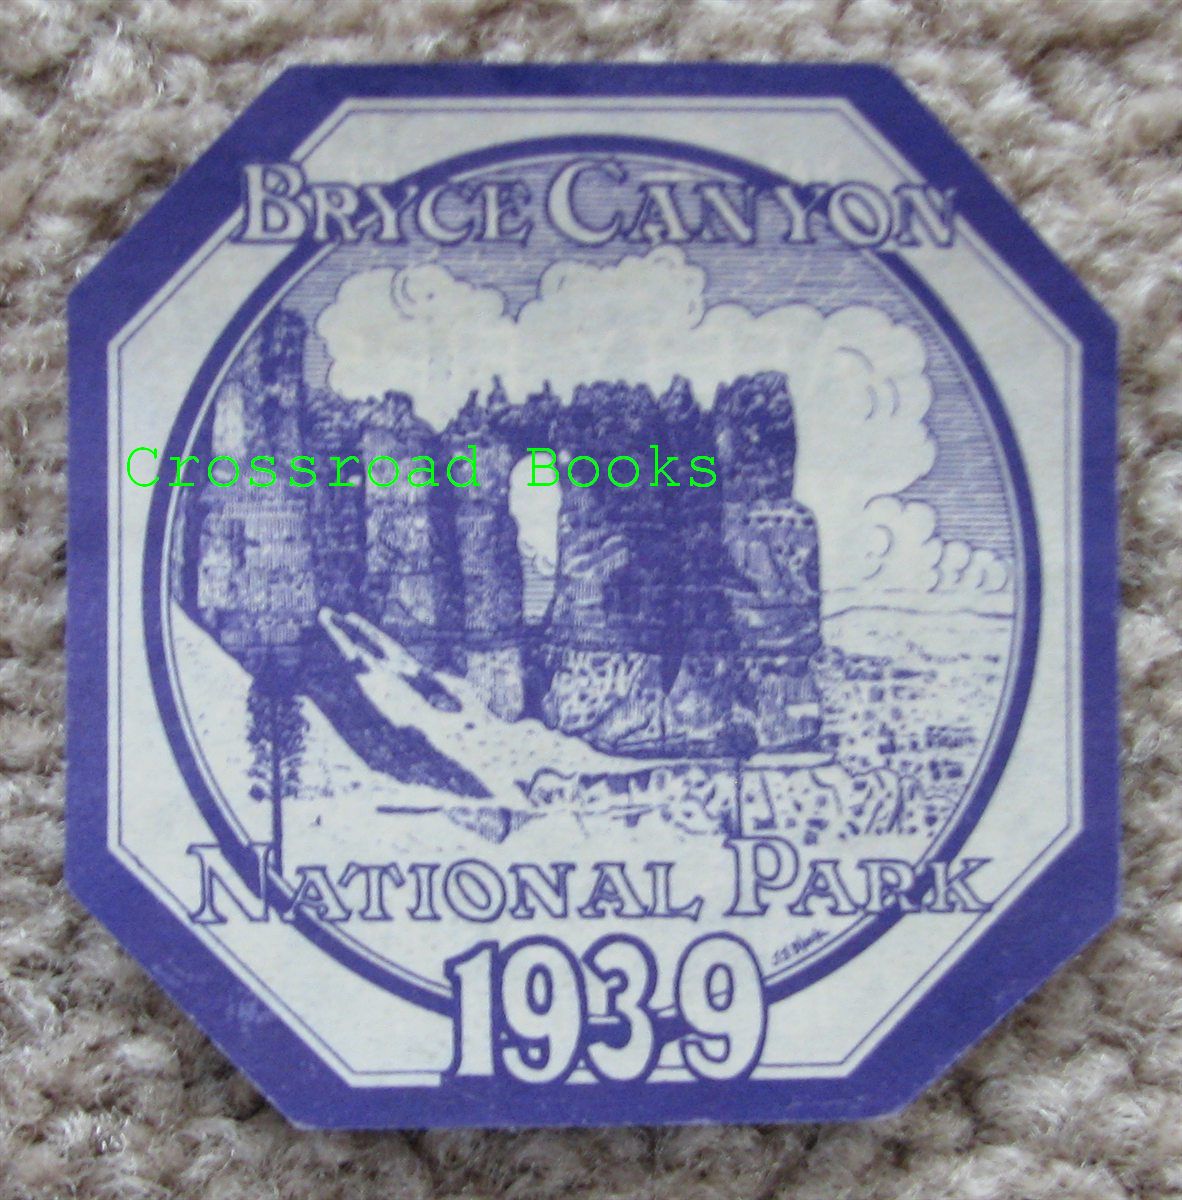 BRYCE CANYON
Crossroad Books
NATIONAL PARK
1939